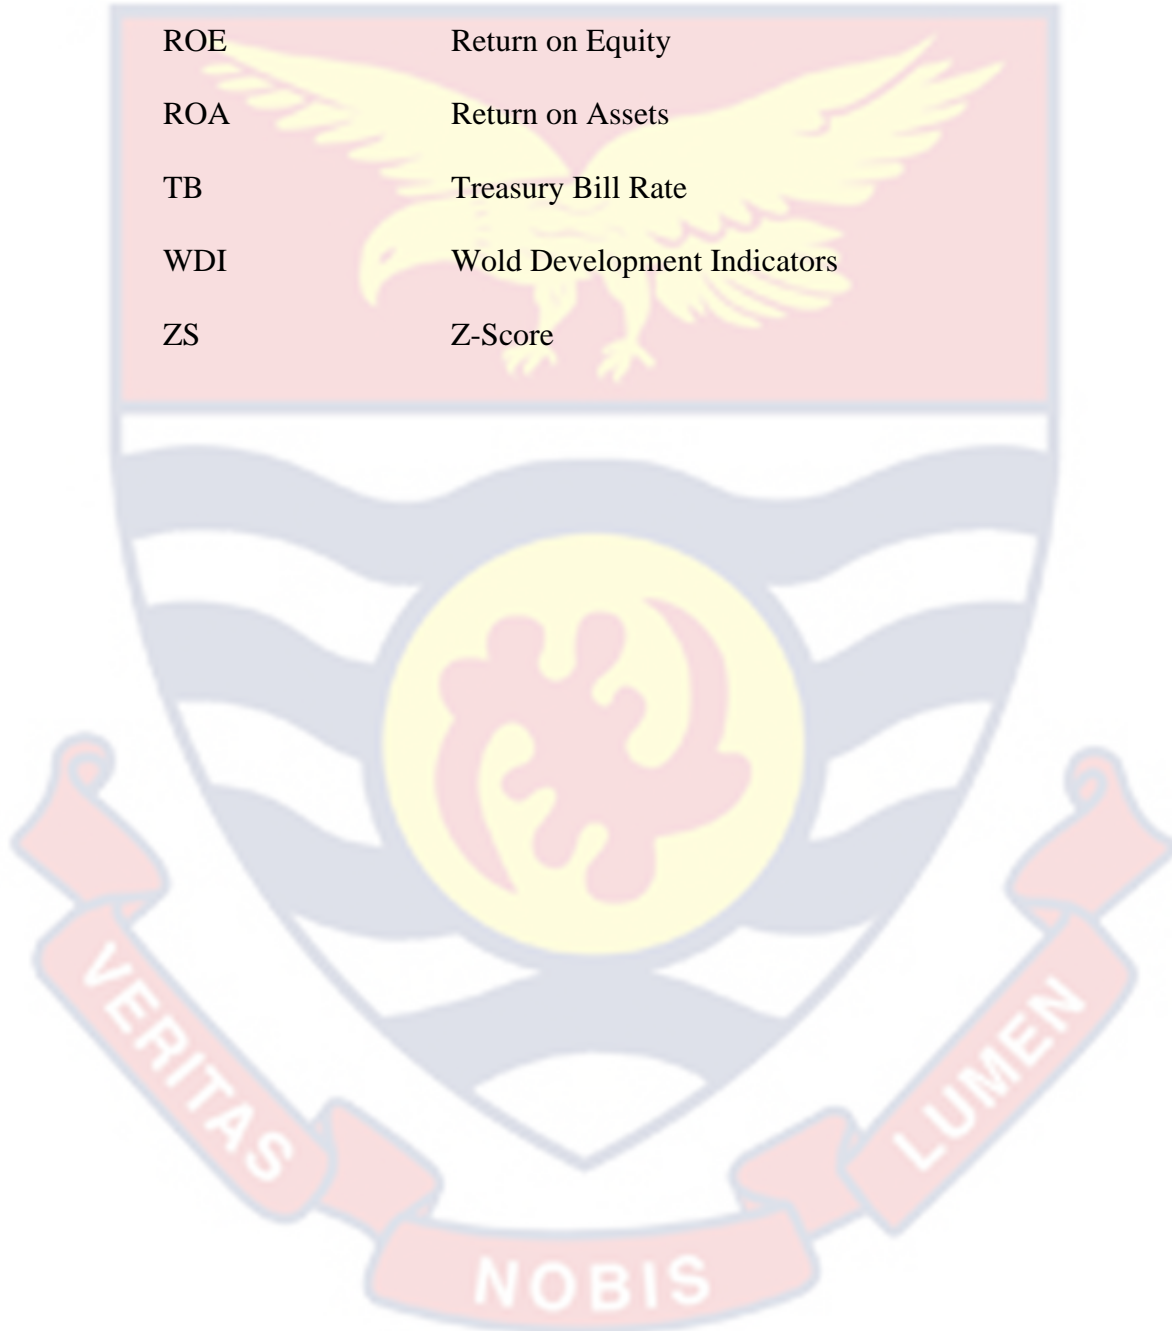 ROE Return on Equity
ROA Return on Assets
TB Treasury Bill Rate
WDI Wold Development Indicators
ZS Z-Score
VERITAS
NOBIS
LUMEN